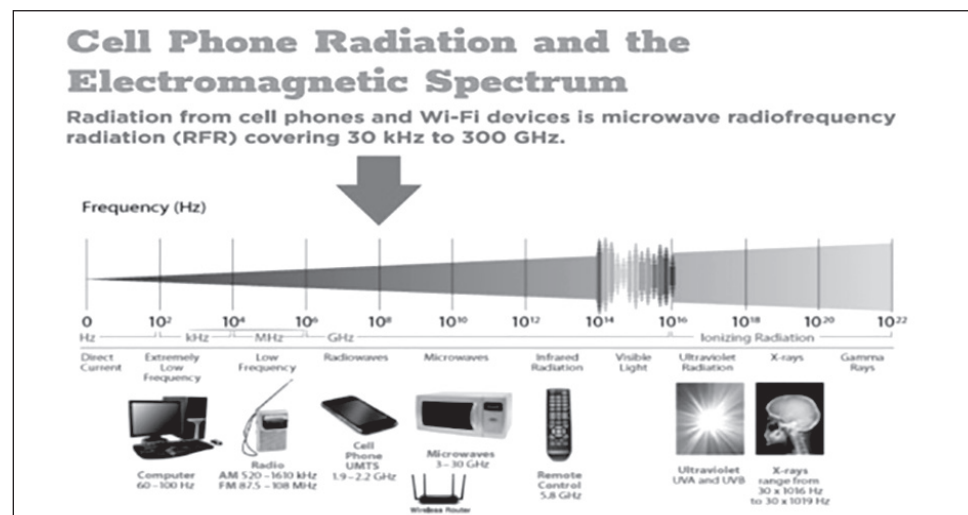 Cell Phone Radiation and the
Electromagnetic Spectrum
Radiation from cell phones and Wi-Fi devices is microwave radiofrequency
radiation (RFR) covering 30 kHz to 300 GHz.
Frequency (Hz)
0 10² 10⁴ 10⁶ 10⁸ 10¹⁰ 10¹² 10¹⁴ 10¹⁶ 10¹⁸ 10²⁰ 10²²
Hz kHz MHz GHz Ionizing Radiation
Direct Current
Extremely Low Frequency
Low Frequency
Radiowaves
Microwaves
Infrared Radiation
Visible Light
Ultraviolet Radiation
X-rays
Gamma Rays
Computer
60-100 Hz
Radio
AM 520-1610 kHz
FM 87.5-108 MHz
Cell
Phone
UMTS
1.9-2.2 GHz
Microwaves
3-30 GHz
Wireless Router
Remote
Control
5.8 GHz
Ultraviolet
UVA and UVB
X-rays
range from
30 x 1016 Hz
to 30 x 1019 Hz